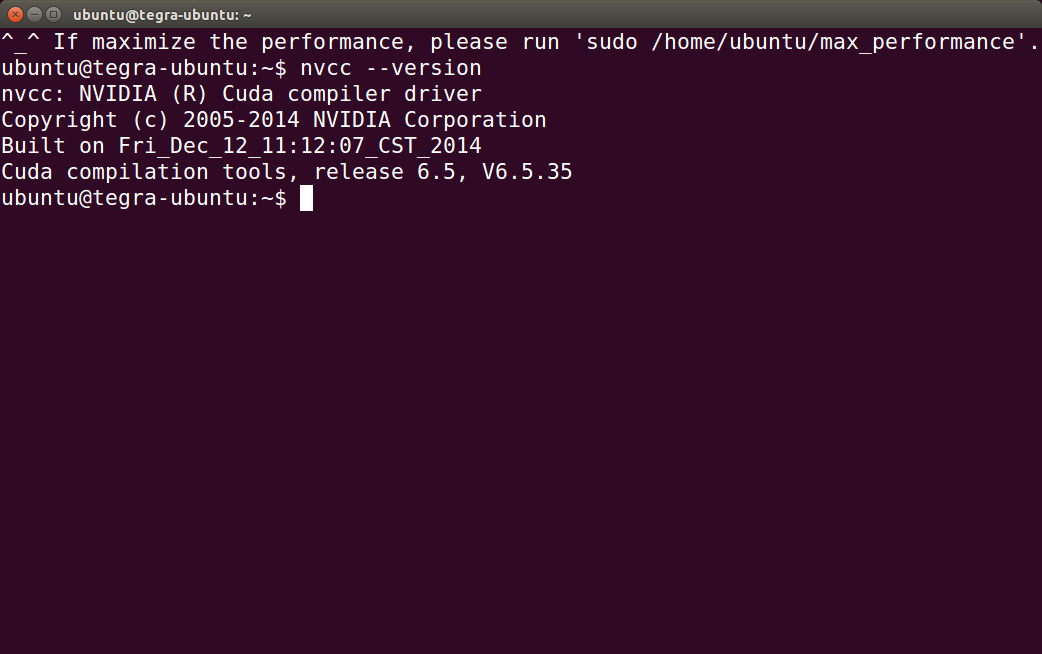 ubuntu@tegra-ubuntu: ~
^_^ If maximize the performance, please run 'sudo /home/ubuntu/max_performance'.
ubuntu@tegra-ubuntu:~$ nvcc --version
nvcc: NVIDIA (R) Cuda compiler driver
Copyright (c) 2005-2014 NVIDIA Corporation
Built on Fri_Dec_12_11:12:07_CST_2014
Cuda compilation tools, release 6.5, V6.5.35
ubuntu@tegra-ubuntu:~$